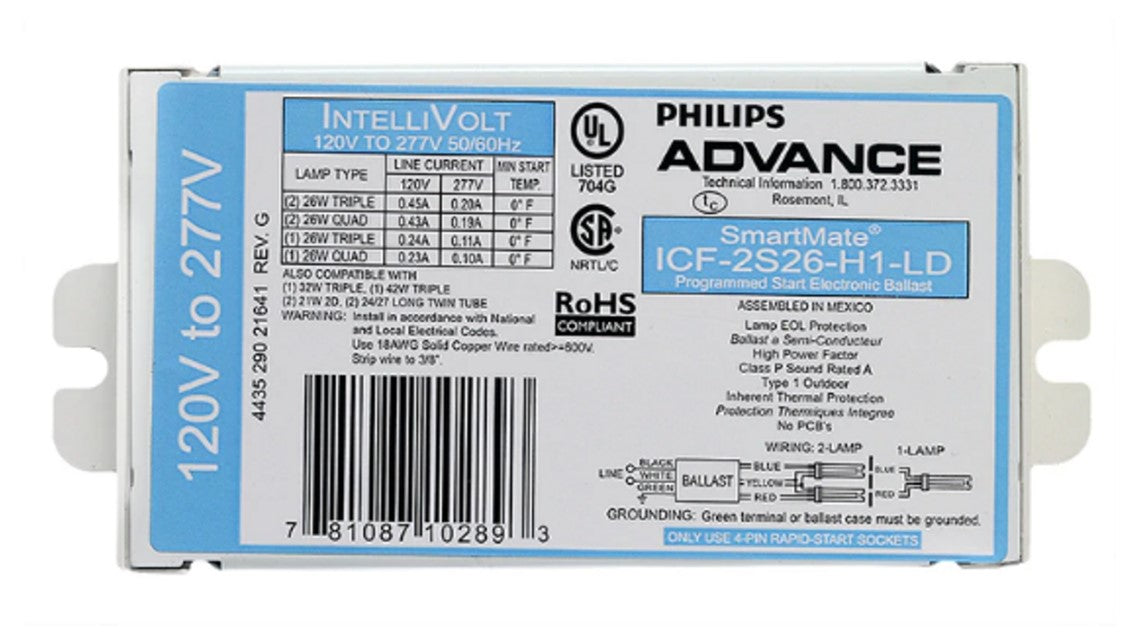 120V to 277V
4435 290 21641 REV. G
INTELLIVOLT
120V TO 277V 50/60Hz
LAMP TYPE LINE CURRENT MIN START TEMP.
120V 277V
(2) 26W TRIPLE 0.45A 0.20A 0° F
(2) 26W QUAD 0.43A 0.19A 0° F
(1) 26W TRIPLE 0.24A 0.11A 0° F
(1) 26W QUAD 0.23A 0.10A 0° F
ALSO COMPATIBLE WITH
(1) 32W TRIPLE, (1) 42W TRIPLE
(2) 21W 2D, (2) 24/27 LONG TWIN TUBE
WARNING: Install in accordance with National
and Local Electrical Codes.
Use 18AWG Solid Copper Wire rated>=600V.
Strip wire to 3/8".
7 81087 10289 3
UL
LISTED
704G
SA
NRTL/C
RoHS
COMPLIANT
PHILIPS
ADVANCE
Technical Information 1.800.372.3331
tc Rosemont, IL
SmartMate®
ICF-2S26-H1-LD
Programmed Start Electronic Ballast
ASSEMBLED IN MEXICO
Lamp EOL Protection
Ballast a Semi-Conducteur
High Power Factor
Class P Sound Rated A
Type 1 Outdoor
Inherent Thermal Protection
Protection Thermiques Integree
No PCB's
WIRING: 2-LAMP 1-LAMP
LINE BLACK WHITE GREEN BALLAST BLUE YELLOW RED BLUE RED
GROUNDING: Green terminal or ballast case must be grounded.
ONLY USE 4-PIN RAPID-START SOCKETS